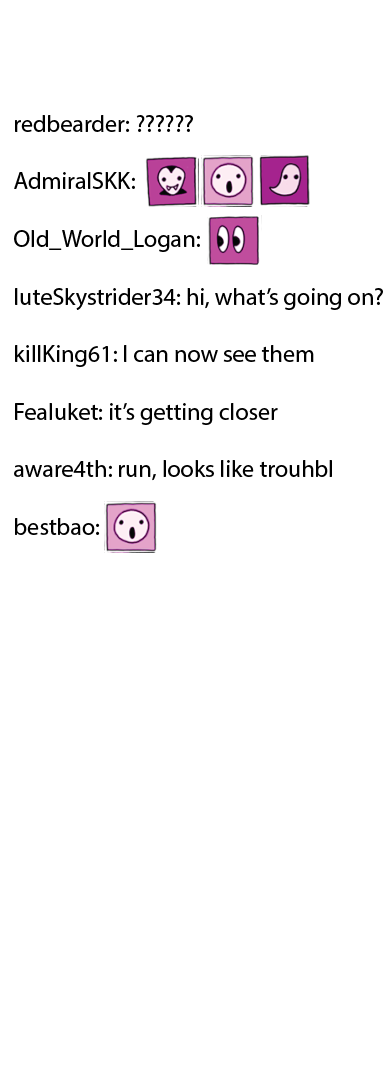 redbearder: ??????
AdmiralSKK:
Old_World_Logan:
luteSkystrider34: hi, what’s going on?
killKing61: I can now see them
Fealuket: it’s getting closer
aware4th: run, looks like trouhbl
bestbao: